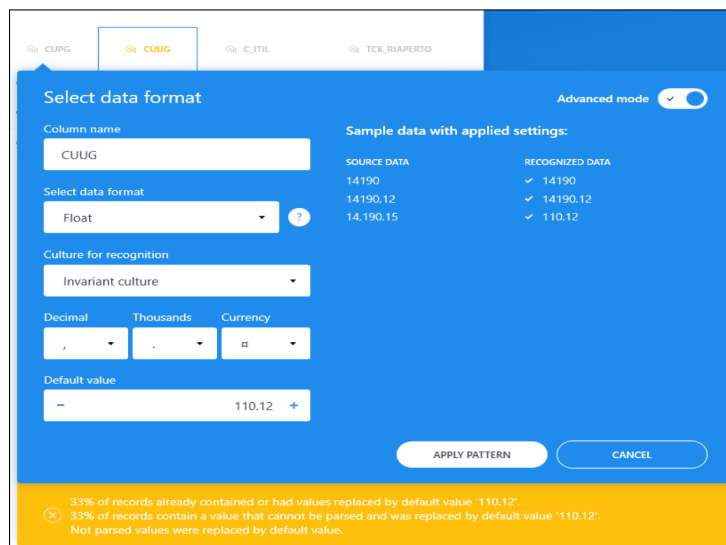 CUPG CUUG C_ITIL TCK_RIAPERTO
Select data format
Advanced mode
Column name
CUUG
Sample data with applied settings:
SOURCE DATA RECOGNIZED DATA
14190 14190
14190,12 14190.12
14,190.15 110.12
Select data format
Float
?
Culture for recognition
Invariant culture
Decimal Thousands Currency
, . ¤
Default value
- 110.12 +
APPLY PATTERN CANCEL
33% of records already contained or had values replaced by default value '110.12'.
33% of records contain a value that cannot be parsed and was replaced by default value '110.12'.
Not parsed values were replaced by default value.